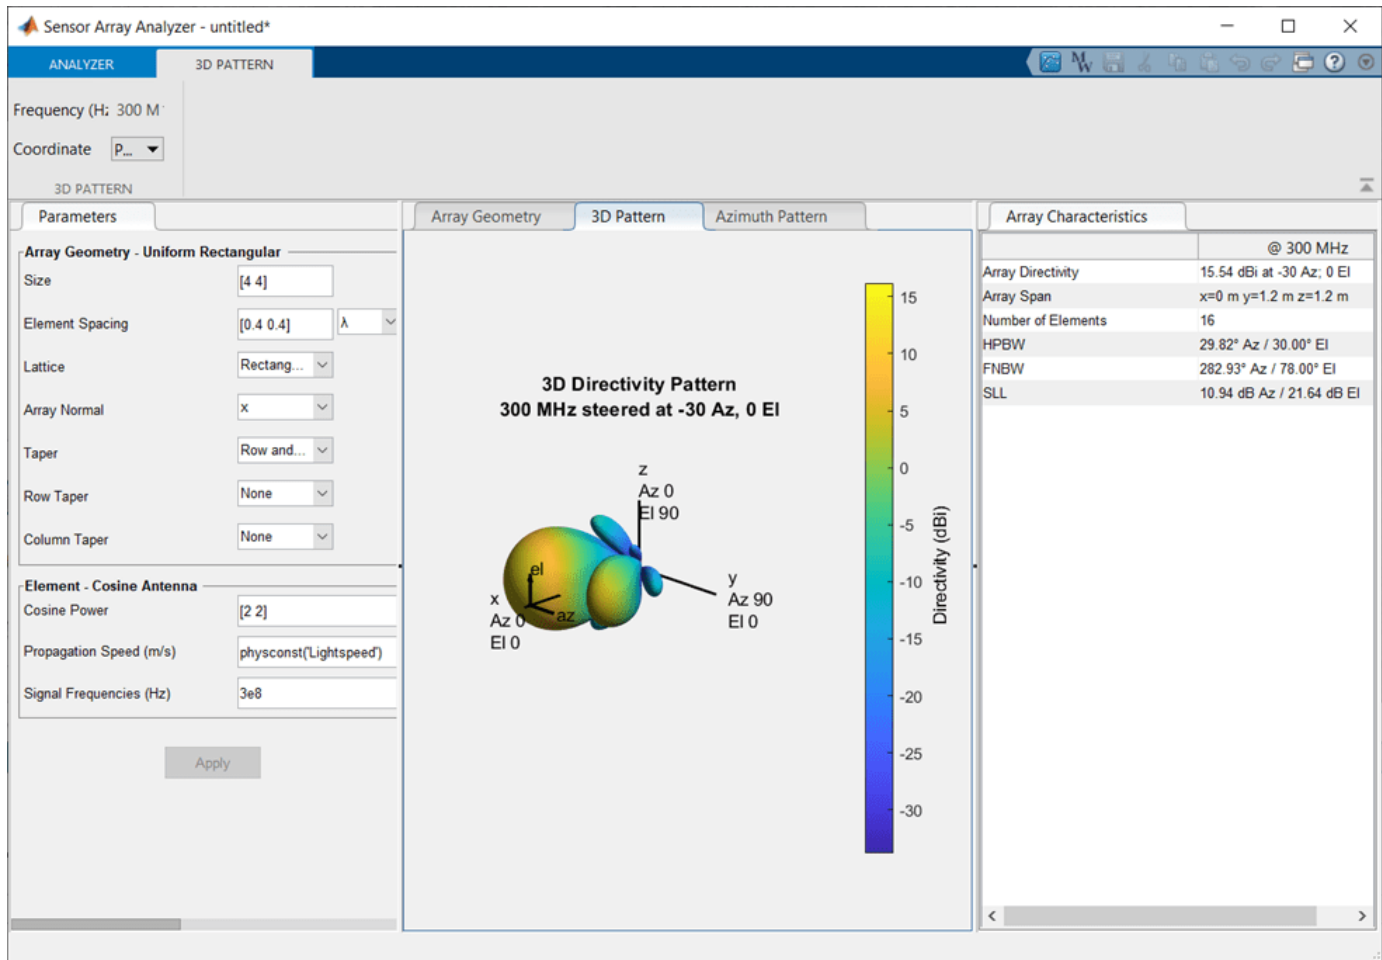 Sensor Array Analyzer - untitled*
ANALYZER
3D PATTERN
Frequency (H: 300 M
Coordinate P...
3D PATTERN
Parameters
Array Geometry - Uniform Rectangular
Size [4 4]
Element Spacing [0.4 0.4] λ
Lattice Rectang...
Array Normal x
Taper Row and...
Row Taper None
Column Taper None
Element - Cosine Antenna
Cosine Power [2 2]
Propagation Speed (m/s) physconst('Lightspeed')
Signal Frequencies (Hz) 3e8
Apply
Array Geometry
3D Pattern
Azimuth Pattern
3D Directivity Pattern
300 MHz steered at -30 Az, 0 El
z
Az 0
El 90
el
az
x
Az 0
El 0
y
Az 90
El 0
15
10
5
0
-5
-10
-15
-20
-25
-30
Directivity (dBi)
Array Characteristics
@ 300 MHz
Array Directivity 15.54 dBi at -30 Az; 0 El
Array Span x=0 m y=1.2 m z=1.2 m
Number of Elements 16
HPBW 29.82° Az / 30.00° El
FNBW 282.93° Az / 78.00° El
SLL 10.94 dB Az / 21.64 dB El